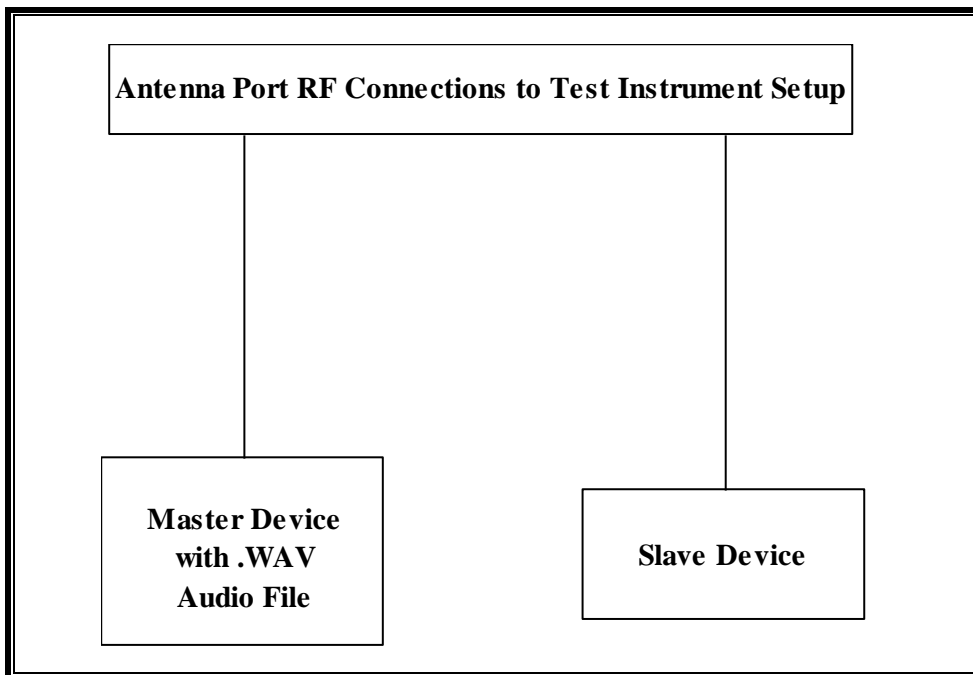 Antenna Port RF Connections to Test Instrument Setup
Master Device
with .WAV
Audio File
Slave Device